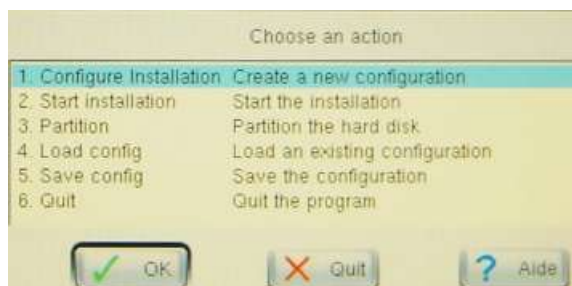 Choose an action
1. Configure Installation Create a new configuration
2. Start installation Start the installation
3. Partition Partition the hard disk
4. Load config Load an existing configuration
5. Save config Save the configuration
6. Quit Quit the program
OK Quit Aide